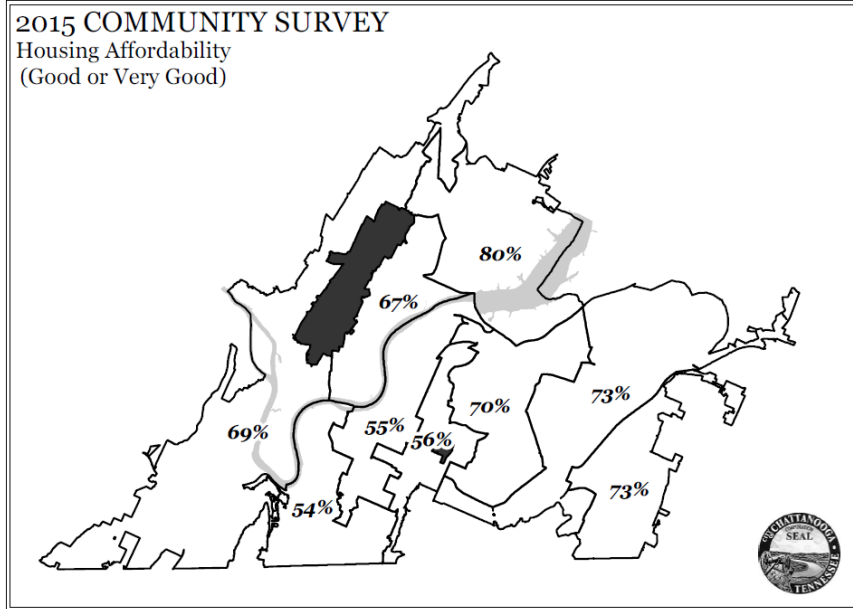 2015 COMMUNITY SURVEY
Housing Affordability
(Good or Very Good)
80%
67%
73%
70%
55%
56%
69%
73%
54%
CHATTANOOGA
SEAL
TENNESSEE